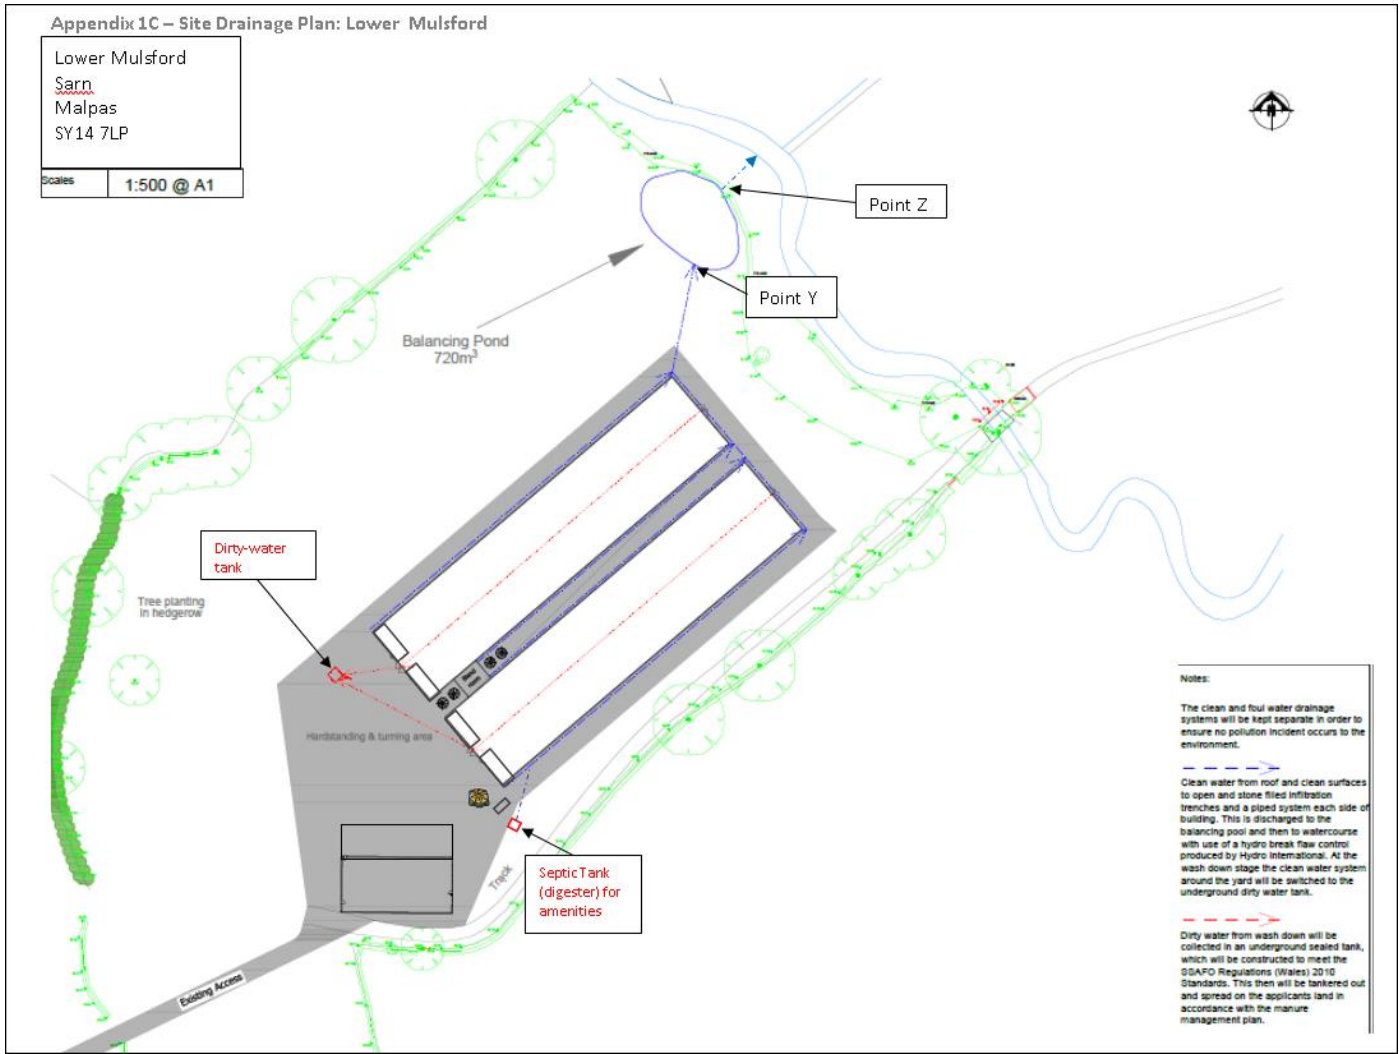 Appendix 1C – Site Drainage Plan: Lower Mulsford
Lower Mulsford
Sarn
Malpas
SY14 7LP
Scales
1:500 @ A1
Point Z
Point Y
Balancing Pond
720m³
Dirty-water
tank
Tree planting
in hedgerow
Hardstanding & turning area
Septic Tank
(digester) for
amenities
Track
Existing Access
Notes:
The clean and foul water drainage
systems will be kept separate in order to
ensure no pollution incident occurs to the
environment.
Clean water from roof and clean surfaces
to open and stone filled infiltration
trenches and a piped system each side of
building. This is discharged to the
balancing pool and then to watercourse
with use of a hydro break flaw control
produced by Hydro International. At the
wash down stage the clean water system
around the yard will be switched to the
underground dirty water tank.
Dirty water from wash down will be
collected in an underground sealed tank,
which will be constructed to meet the
SSAFO Regulations (Wales) 2010
Standards. This then will be tankered out
and spread on the applicants land in
accordance with the manure
management plan.